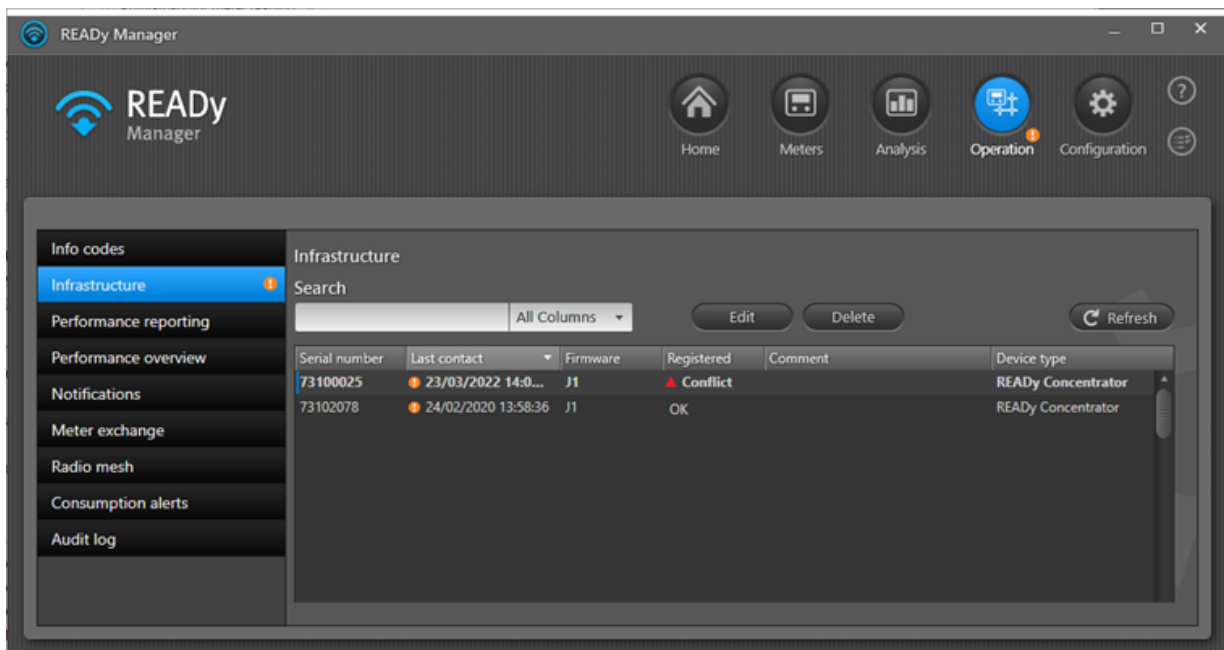 READy Manager
READy
Manager
Home
Meters
Analysis
Operation
Configuration
?
Info codes
Infrastructure
Performance reporting
Performance overview
Notifications
Meter exchange
Radio mesh
Consumption alerts
Audit log
Infrastructure
Search
All Columns
Edit
Delete
Refresh
Serial number Last contact Firmware Registered Comment Device type
73100025 23/03/2022 14:0... J1 Conflict READy Concentrator
73102078 24/02/2020 13:58:36 J1 OK READy Concentrator